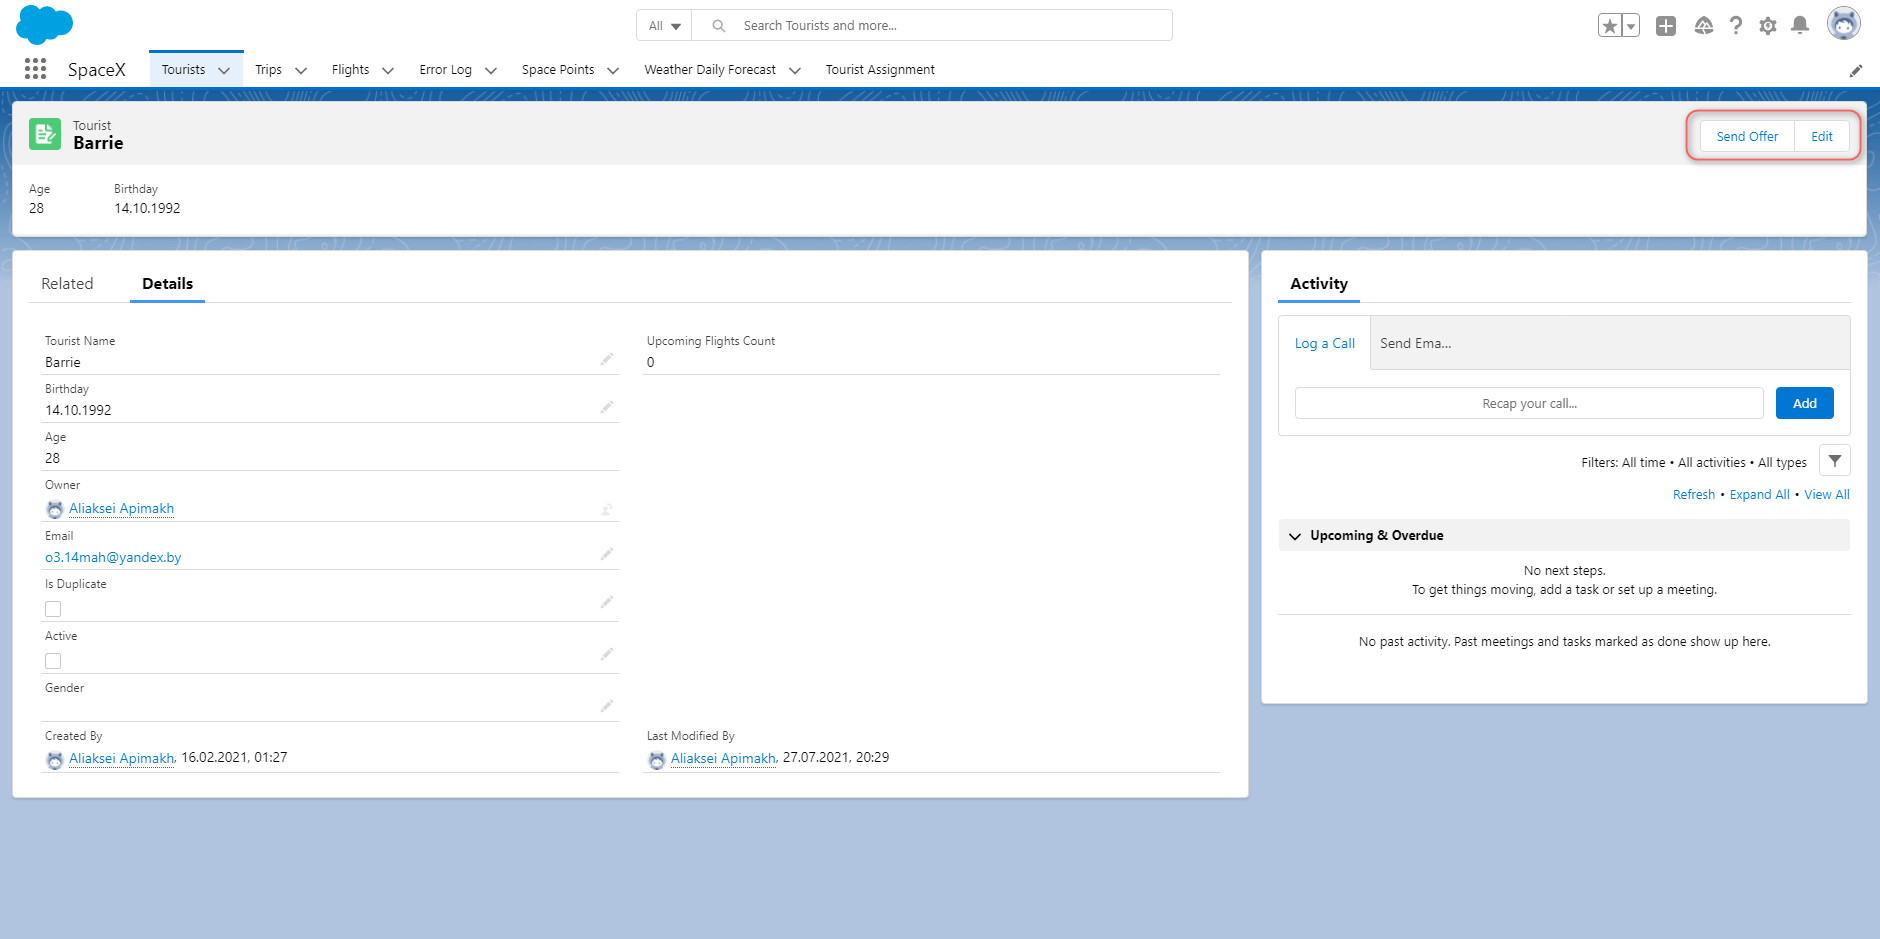 All
Search Tourists and more...
SpaceX
Tourists
Trips
Flights
Error Log
Space Points
Weather Daily Forecast
Tourist Assignment
Tourist
Barrie
Send Offer
Edit
Age
Birthday
28
14.10.1992
Related
Details
Tourist Name
Barrie
Upcoming Flights Count
0
Birthday
14.10.1992
Age
28
Owner
Aliaksei Apimakh
Email
o3.14mah@yandex.by
Is Duplicate
Active
Gender
Created By
Aliaksei Apimakh, 16.02.2021, 01:27
Last Modified By
Aliaksei Apimakh, 27.07.2021, 20:29
Activity
Log a Call
Send Ema...
Recap your call...
Add
Filters: All time • All activities • All types
Refresh • Expand All • View All
Upcoming & Overdue
No next steps.
To get things moving, add a task or set up a meeting.
No past activity. Past meetings and tasks marked as done show up here.